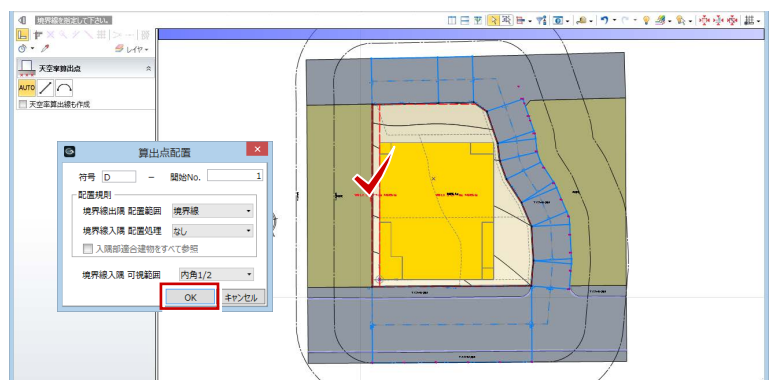 境界線を指定して下さい。
レイヤー
天空率算出点
AUTO
天空率算出線も作成
算出点配置
符号 D － 開始No. 1
配置規則
境界線出隅 配置範囲 境界線
境界線入隅 配置処理 なし
入隅部適合建物をすべて参照
境界線入隅 可視範囲 内角1/2
OK キャンセル